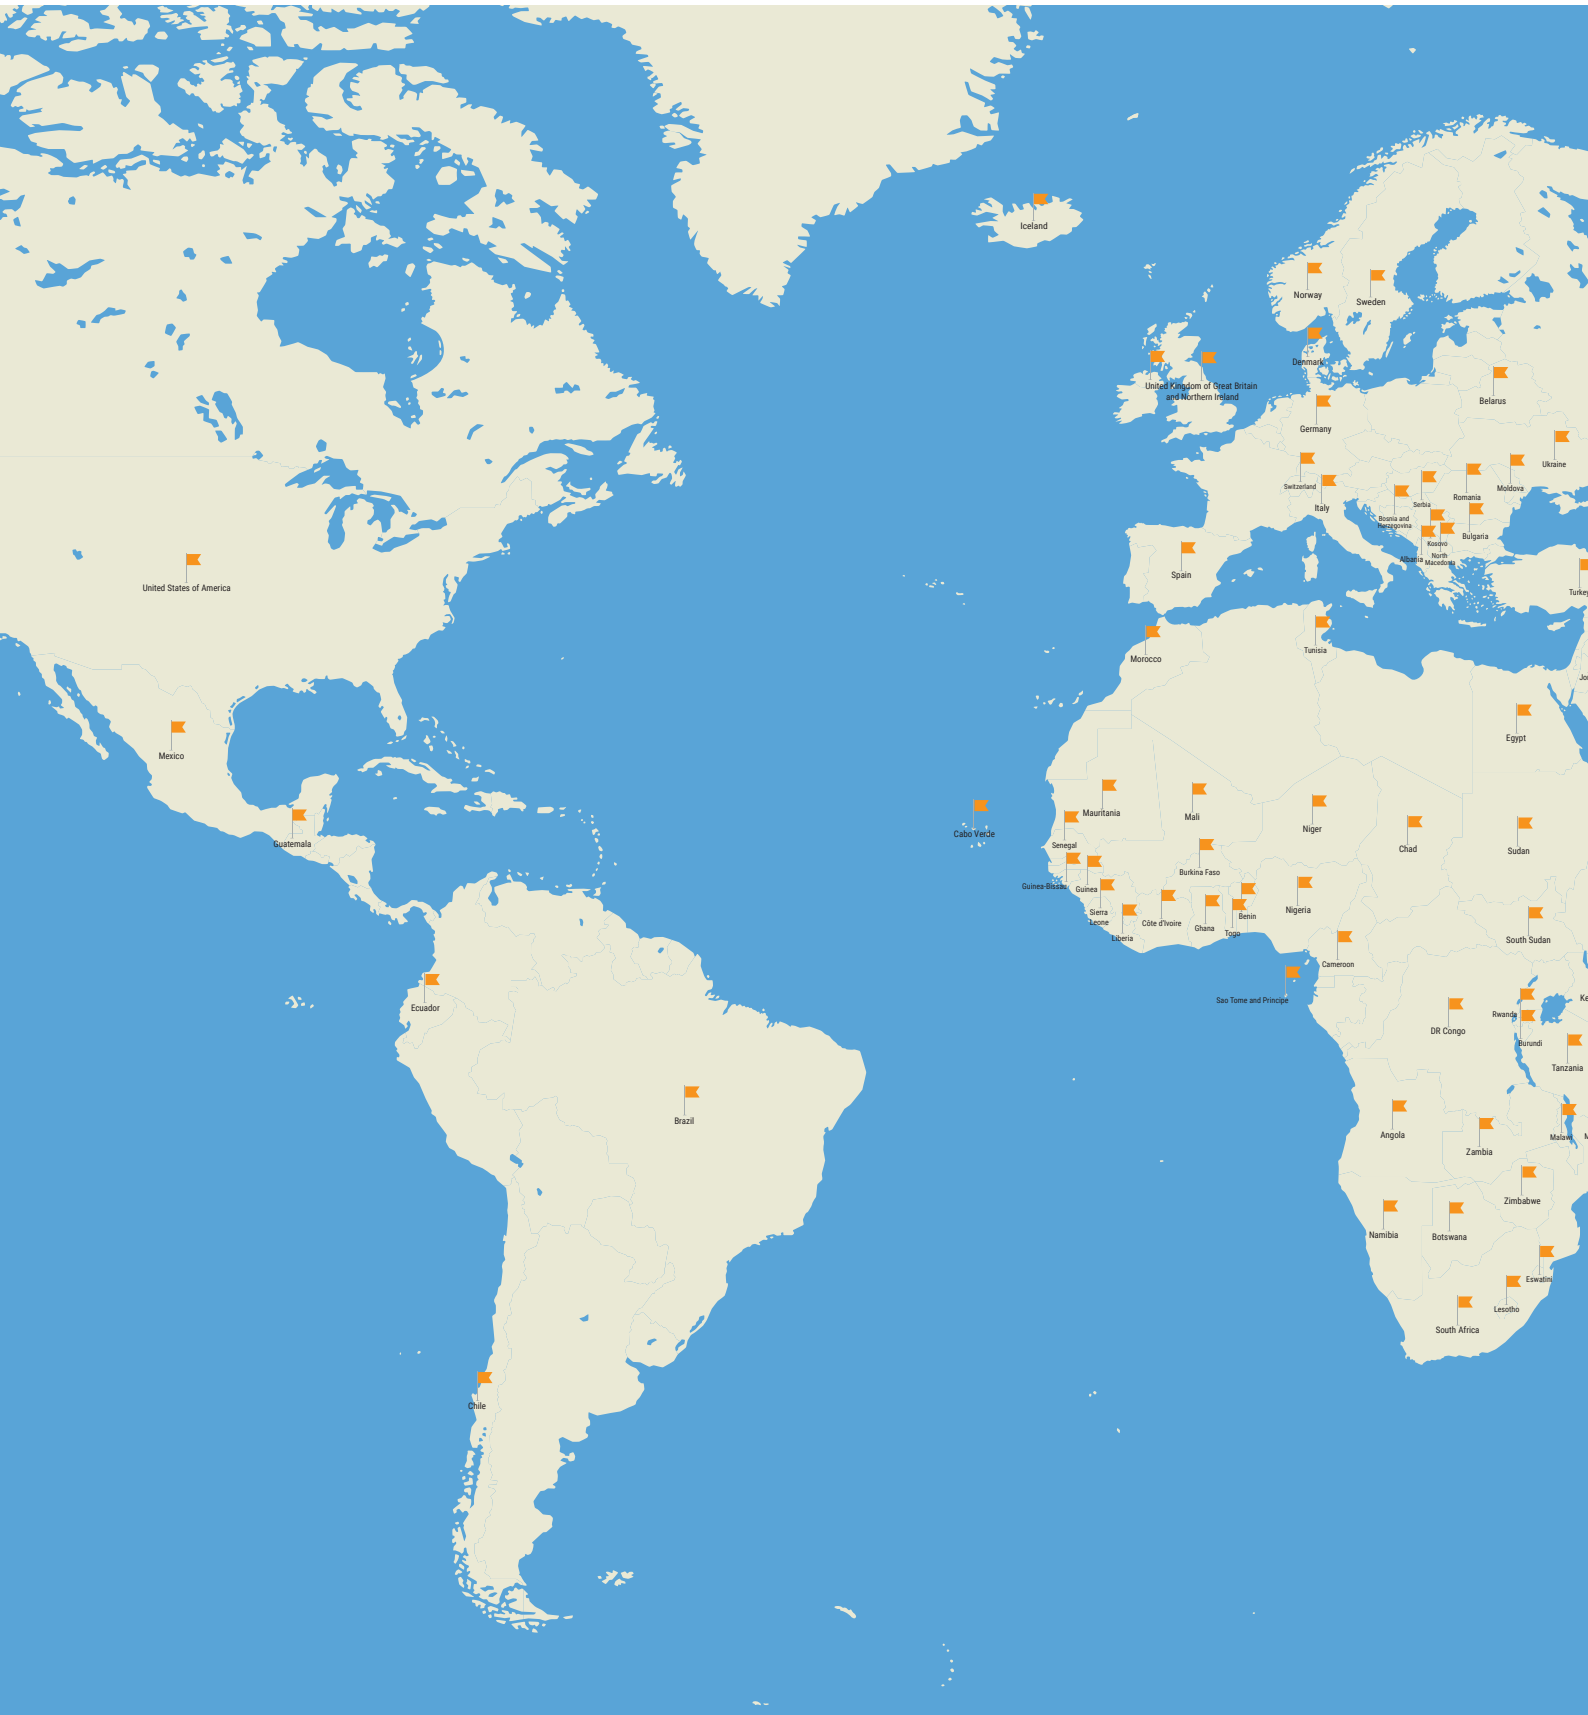 Iceland
Norway
Sweden
Denmark
United Kingdom of Great Britain
and Northern Ireland
Belarus
Germany
Ukraine
Switzerland
Moldova
Romania
Serbia
Italy
Bosnia and
Herzegovina
Bulgaria
Kosovo
Albania
North
Macedonia
Spain
United States of America
Turkey
Tunisia
Morocco
Jo
Egypt
Mexico
Mauritania
Mali
Niger
Cabo Verde
Guatemala
Senegal
Chad
Sudan
Burkina Faso
Guinea-Bissau
Guinea
Sierra
Leone
Liberia
Côte d'Ivoire
Ghana
Togo
Benin
Nigeria
South Sudan
Cameroon
Sao Tome and Principe
Ke
Ecuador
Rwanda
DR Congo
Burundi
Tanzania
Brazil
Angola
Malawi
M
Zambia
Zimbabwe
Namibia
Botswana
Eswatini
Lesotho
South Africa
Chile